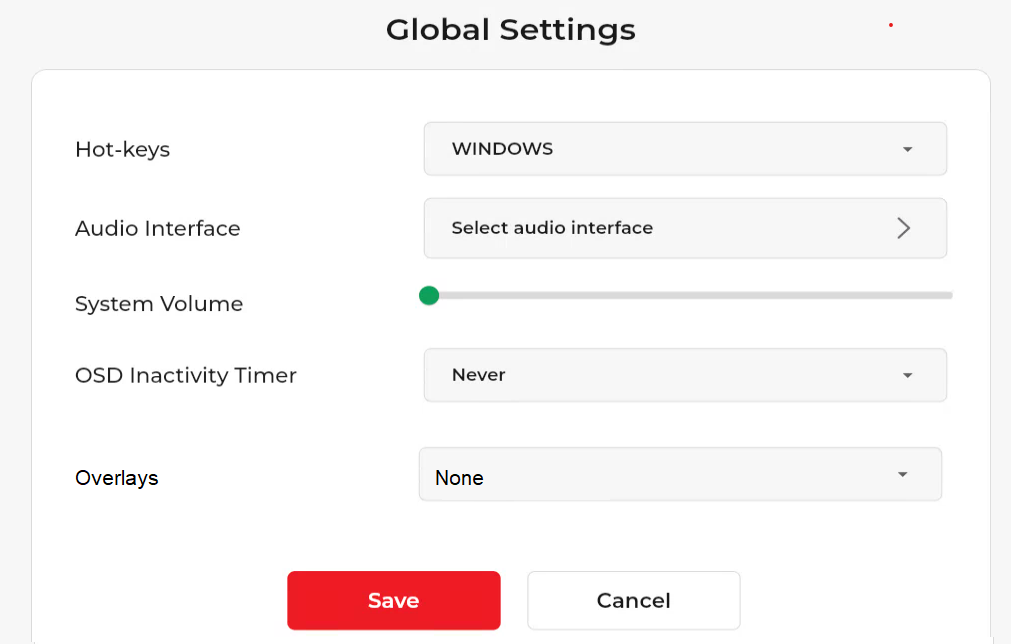 Global Settings
Hot-keys WINDOWS
Audio Interface Select audio interface
System Volume
OSD Inactivity Timer Never
Overlays None
Save Cancel